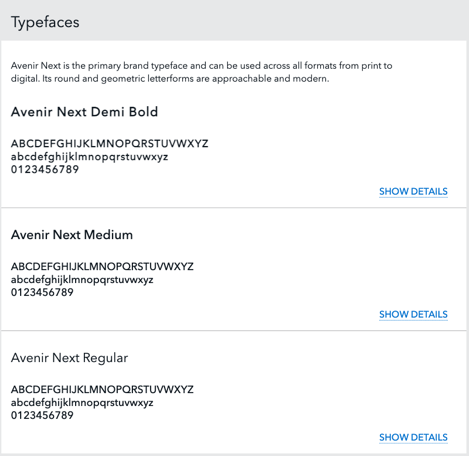 Typefaces
Avenir Next is the primary brand typeface and can be used across all formats from print to
digital. Its round and geometric letterforms are approachable and modern.
Avenir Next Demi Bold
ABCDEFGHIJKLMNOPQRSTUVWXYZ
abcdefghijklmnopqrstuvwxyz
0123456789
SHOW DETAILS
Avenir Next Medium
ABCDEFGHIJKLMNOPQRSTUVWXYZ
abcdefghijklmnopqrstuvwxyz
0123456789
SHOW DETAILS
Avenir Next Regular
ABCDEFGHIJKLMNOPQRSTUVWXYZ
abcdefghijklmnopqrstuvwxyz
0123456789
SHOW DETAILS